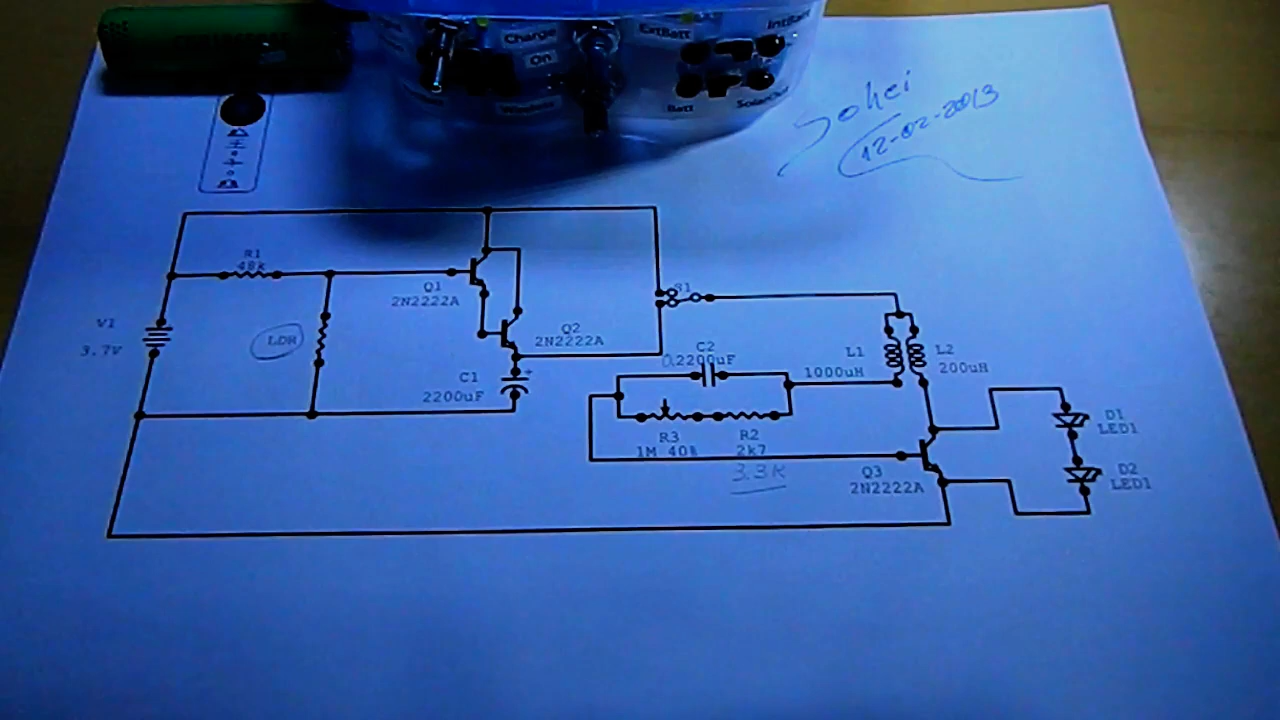 Charge
On
ExtBatt
IntBatt
Batt
Sohei
12-02-2013
R1
48k
V1
3.7V
LDR
Q1
2N2222A
Q2
2N2222A
C1
2200uF
+
S1
C2
0.2200uF
L1
1000uH
L2
200uH
R3
1M 40%
R2
2k7
3.3K
Q3
2N2222A
D1
LED1
D2
LED1